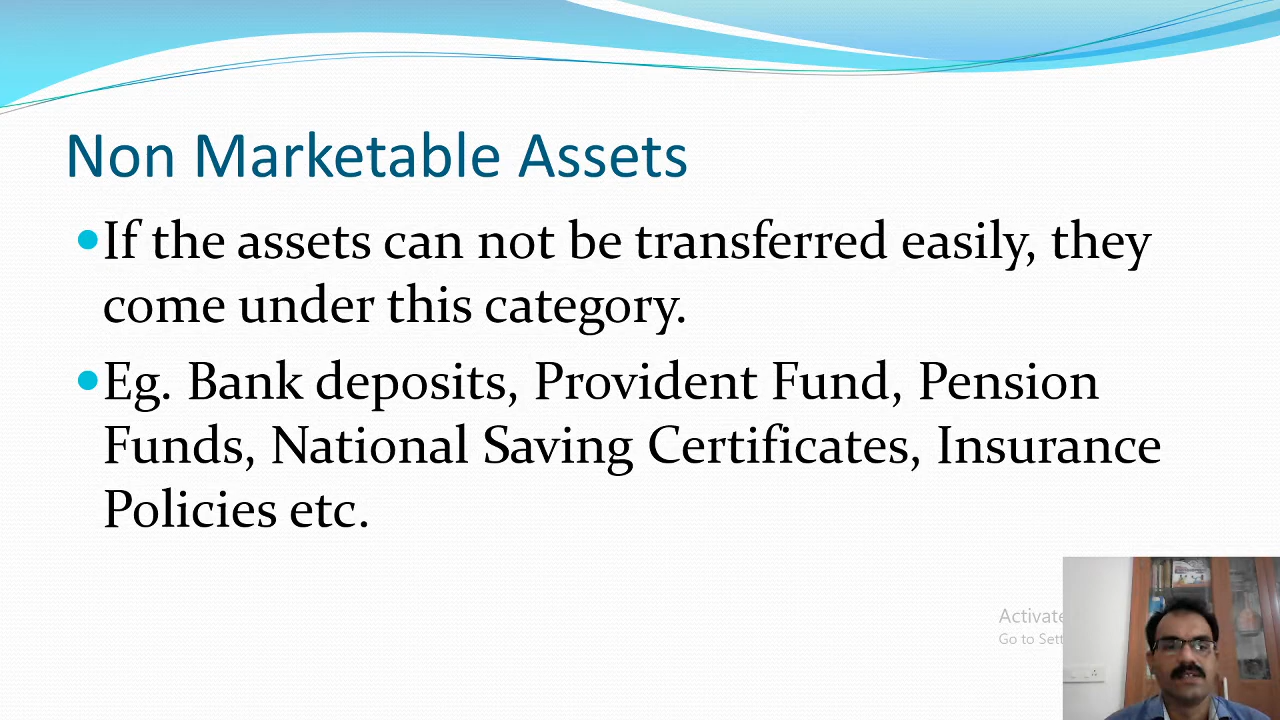 Non Marketable Assets
•If the assets can not be transferred easily, they
come under this category.
•Eg. Bank deposits, Provident Fund, Pension
Funds, National Saving Certificates, Insurance
Policies etc.
Activate
Go to Sett